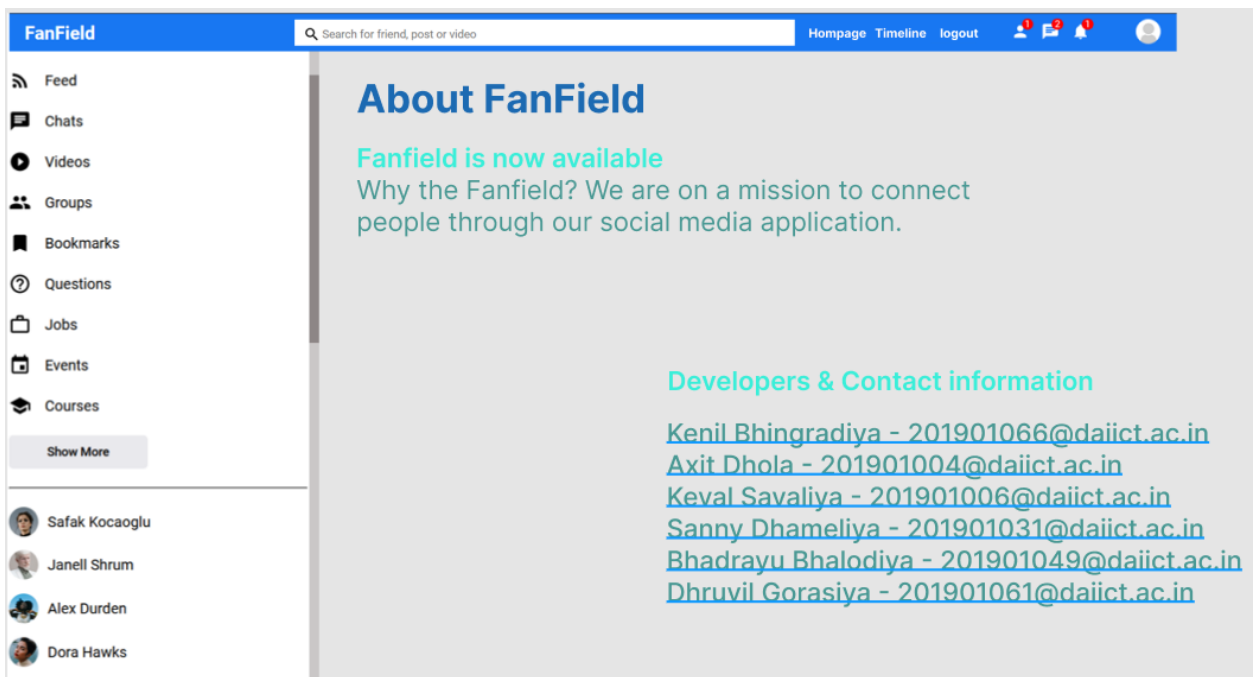 FanField
Search for friend, post or video
Hompage Timeline logout
1 2 1
Feed
Chats
Videos
Groups
Bookmarks
Questions
Jobs
Events
Courses
Show More
Safak Kocaoglu
Janell Shrum
Alex Durden
Dora Hawks
About FanField
Fanfield is now available
Why the Fanfield? We are on a mission to connect
people through our social media application.
Developers & Contact information
Kenil Bhingradiya - 201901066@daiict.ac.in
Axit Dhola - 201901004@daiict.ac.in
Keval Savaliya - 201901006@daiict.ac.in
Sanny Dhameliya - 201901031@daiict.ac.in
Bhadrayu Bhalodiya - 201901049@daiict.ac.in
Dhruvil Gorasiya - 201901061@daiict.ac.in